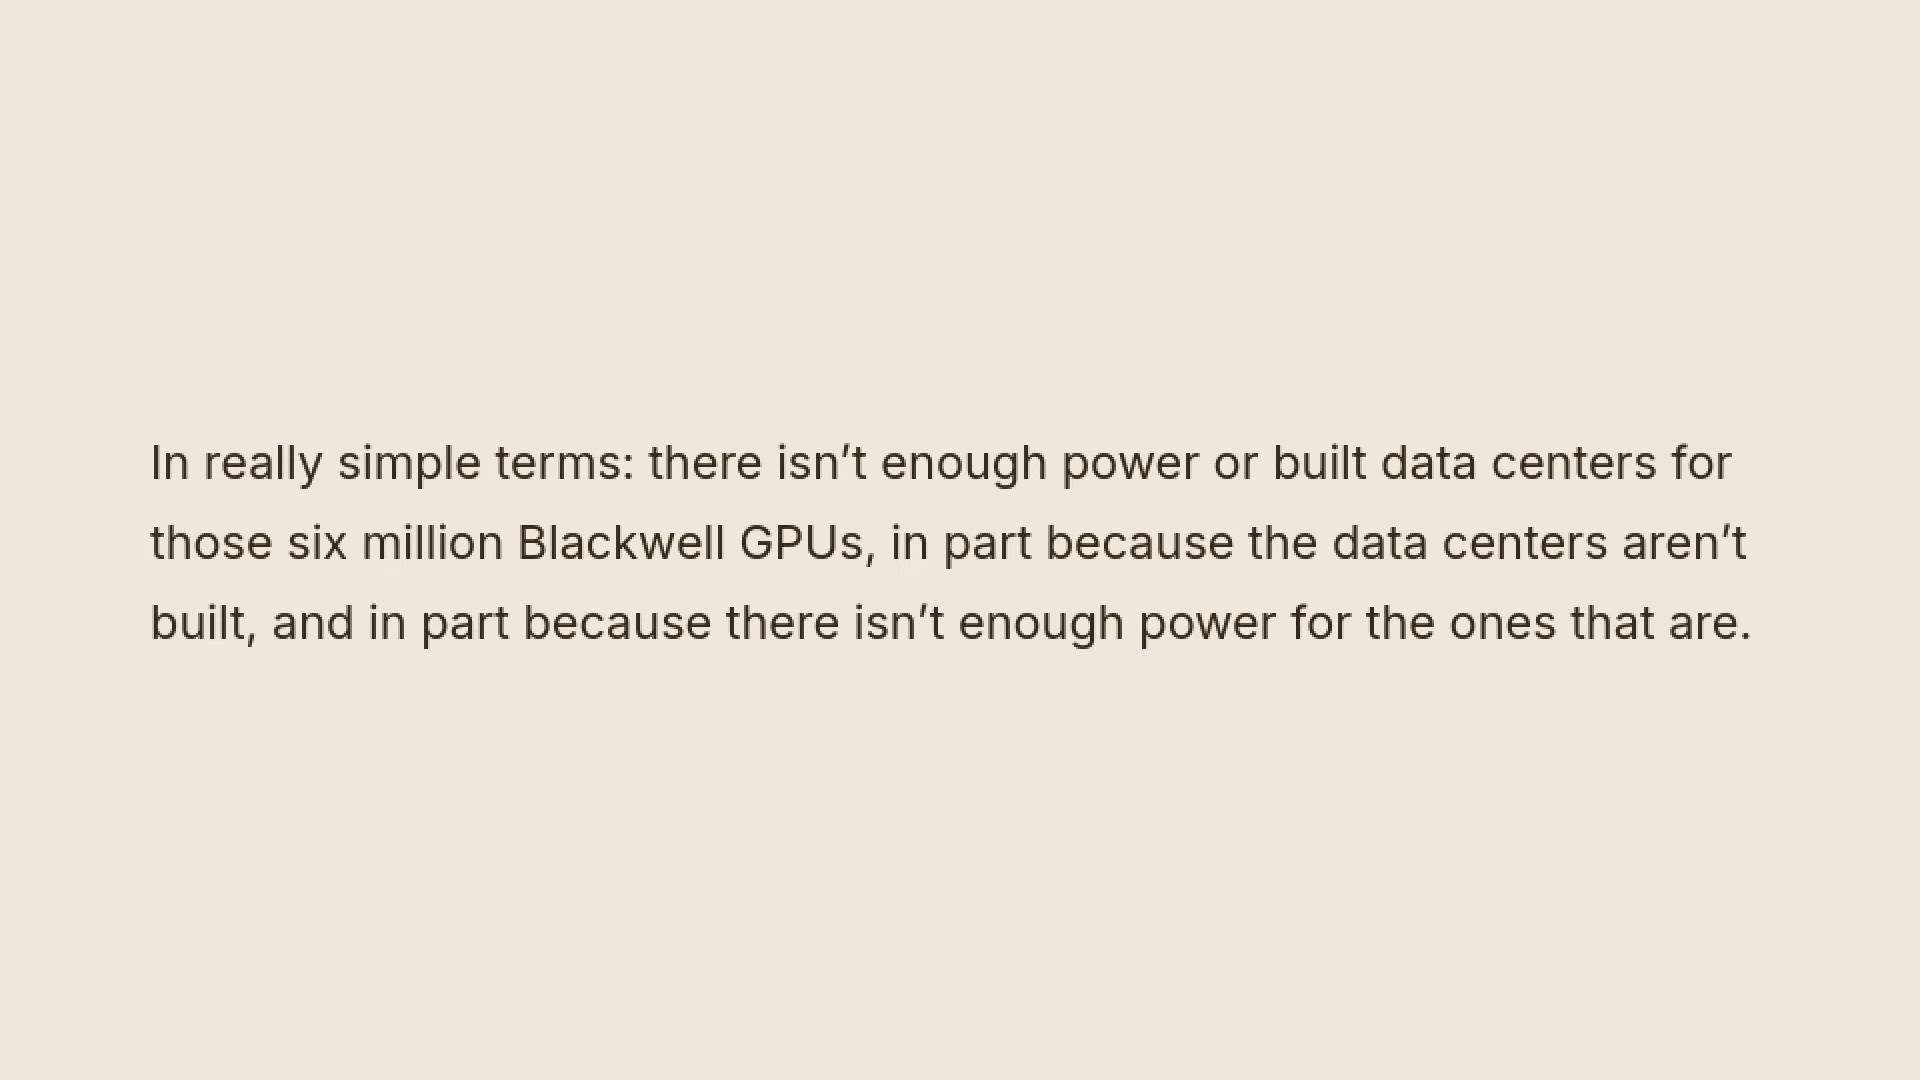 In really simple terms: there isn’t enough power or built data centers for
those six million Blackwell GPUs, in part because the data centers aren’t
built, and in part because there isn’t enough power for the ones that are.